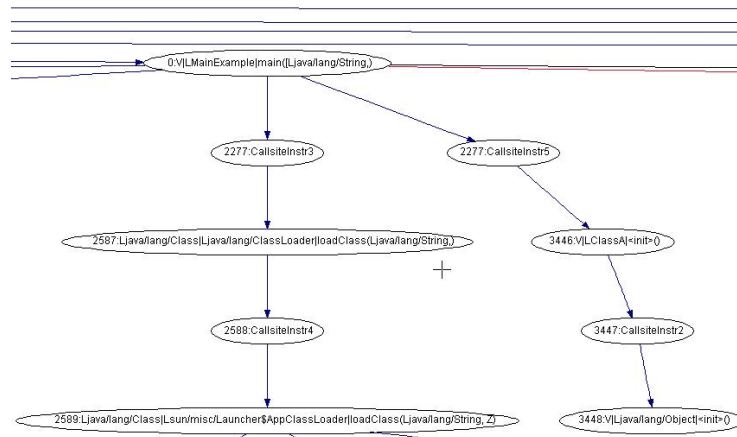 0:V|LMainExample|main([Ljava/lang/String,)
2277:CallsiteInstr3
2277:CallsiteInstr5
2587:Ljava/lang/Class|Ljava/lang/ClassLoader|loadClass(Ljava/lang/String,)
3446:V|LClassA|<init>()
2588:CallsiteInstr4
3447:CallsiteInstr2
2589:Ljava/lang/Class|Lsun/misc/Launcher$AppClassLoader|loadClass(Ljava/lang/String, Z)
3448:V|Ljava/lang/Object|<init>()